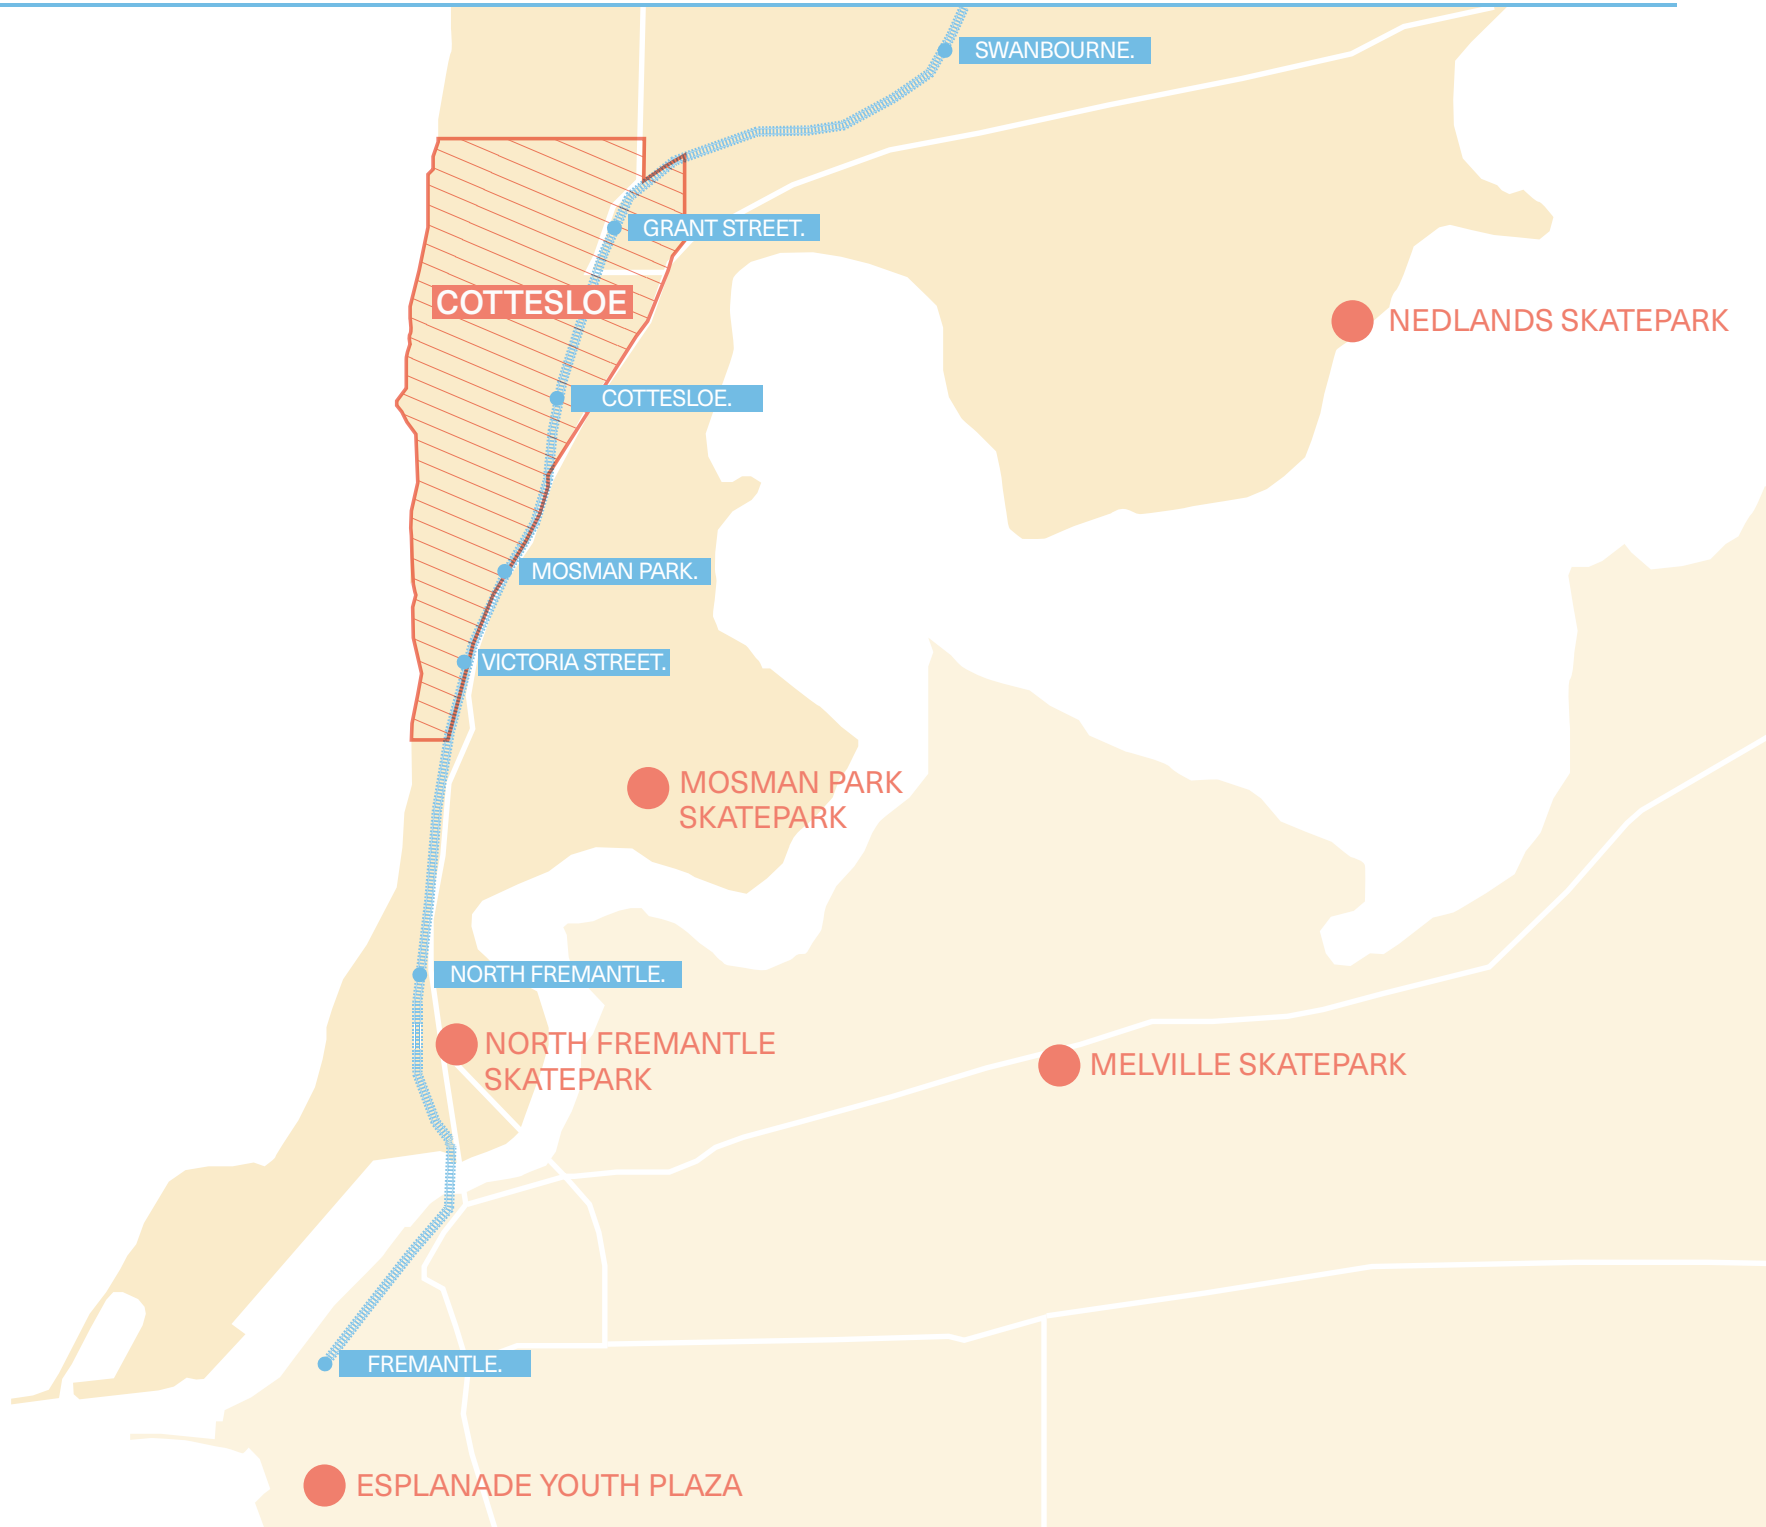 SWANBOURNE.
GRANT STREET.
COTTESLOE
NEDLANDS SKATEPARK
COTTESLOE.
MOSMAN PARK.
VICTORIA STREET.
MOSMAN PARK
SKATEPARK
NORTH FREMANTLE.
NORTH FREMANTLE
SKATEPARK
MELVILLE SKATEPARK
FREMANTLE.
ESPLANADE YOUTH PLAZA